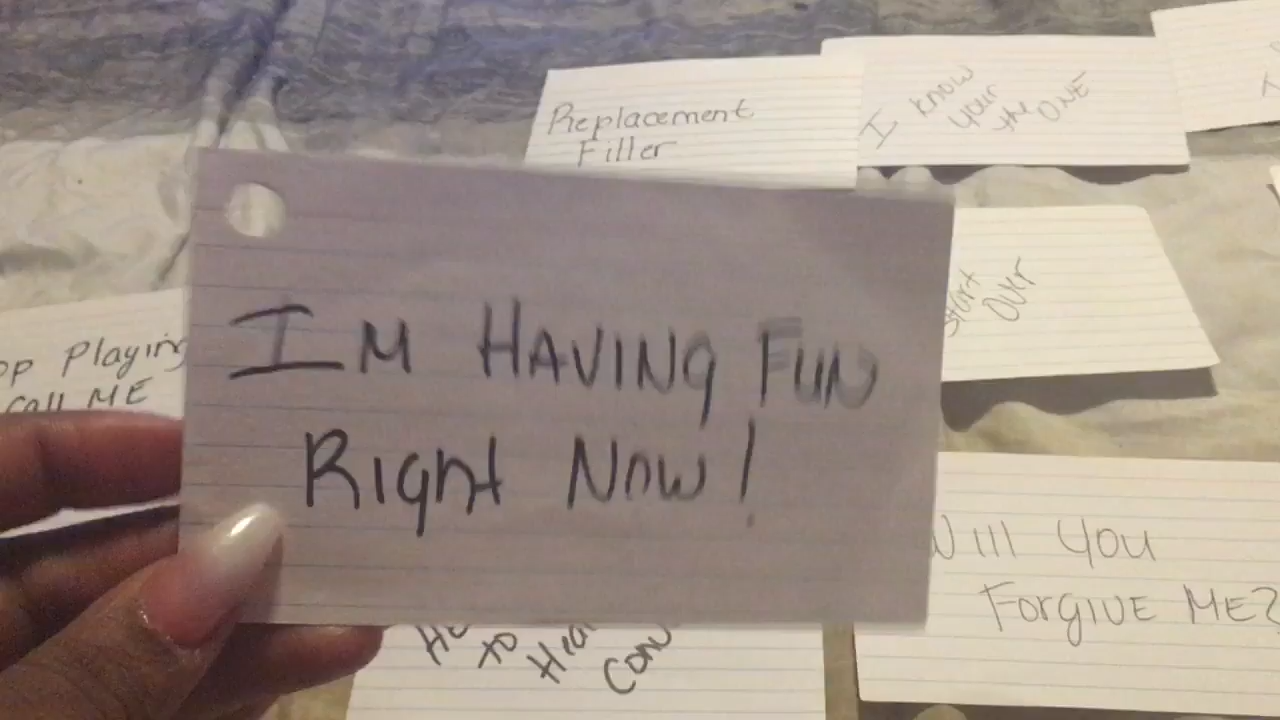 Replacement
Filler
I know
your
the ONE
I
Start
Over
Playing
Call ME
IM HAVING FUN
Right Now!
Will You
Forgive ME?
to